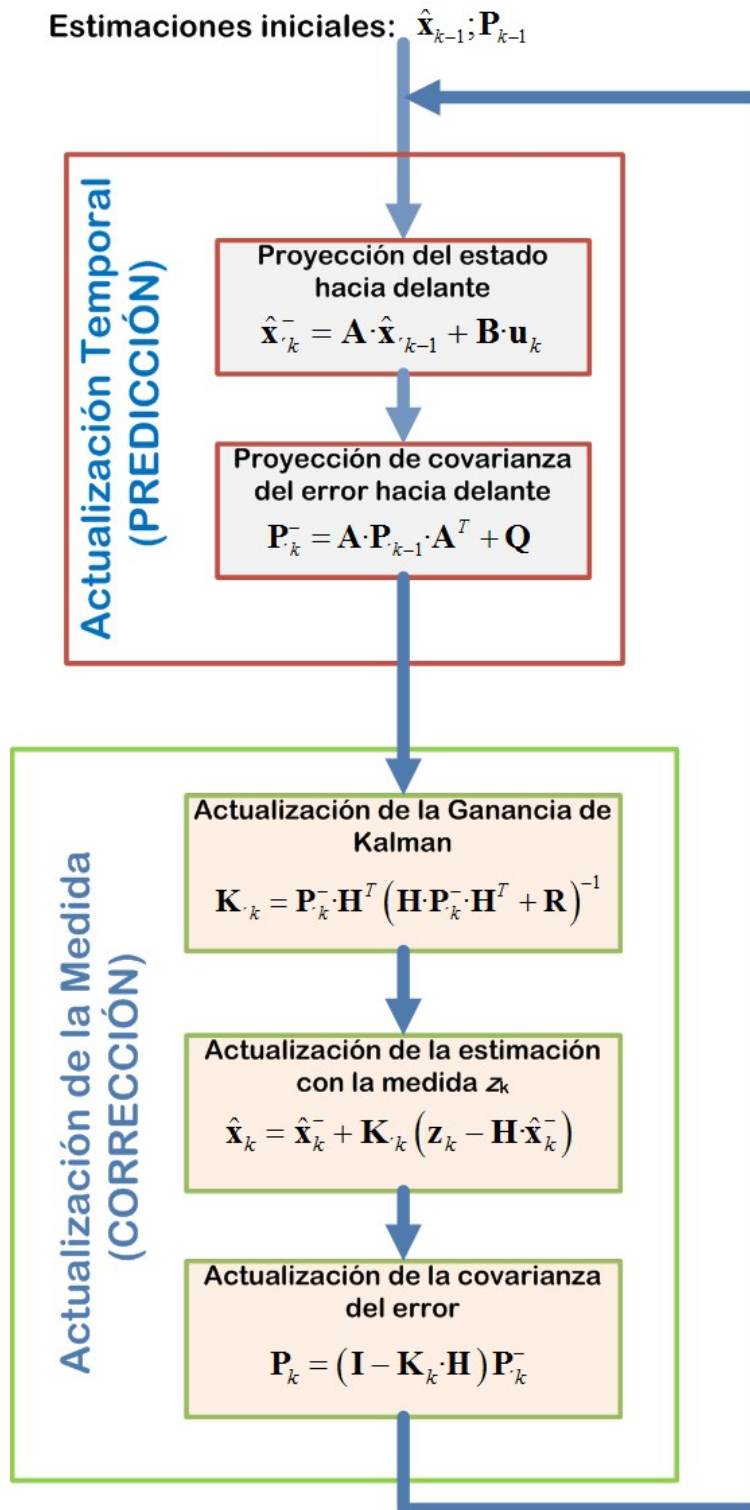 Estimaciones iniciales: x̂ₖ₋₁;Pₖ₋₁
Actualización Temporal
(PREDICCIÓN)
Proyección del estado
hacia delante
x̂⁻ₖ = A·x̂ₖ₋₁ + B·uₖ
Proyección de covarianza
del error hacia delante
P⁻ₖ = A·Pₖ₋₁·Aᵀ + Q
Actualización de la Medida
(CORRECCIÓN)
Actualización de la Ganancia de
Kalman
K·ₖ = P⁻ₖ·Hᵀ(H·P⁻ₖ·Hᵀ + R)⁻¹
Actualización de la estimación
con la medida zₖ
x̂ₖ = x̂⁻ₖ + K·ₖ(zₖ − H·x̂⁻ₖ)
Actualización de la covarianza
del error
Pₖ = (I − Kₖ·H)P⁻ₖ